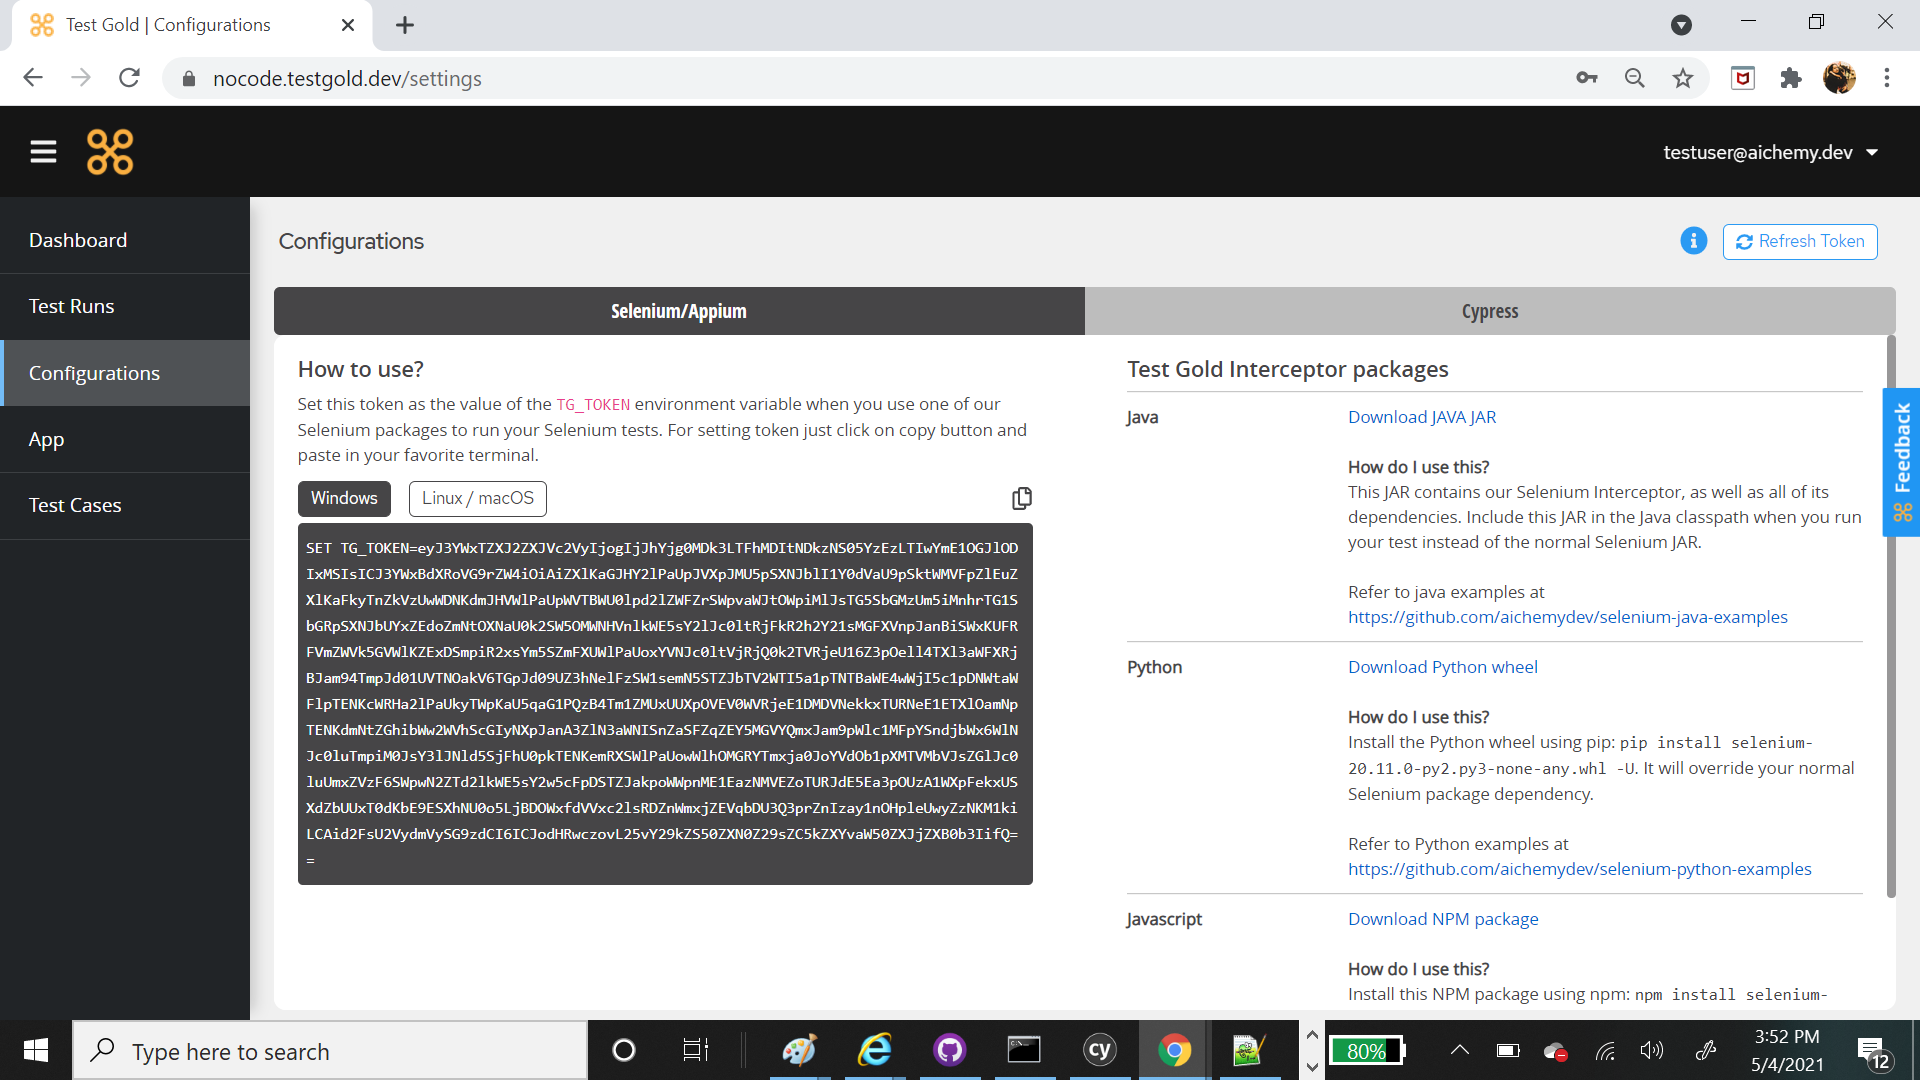 Test Gold | Configurations
nocode.testgold.dev/settings
testuser@aichemy.dev
Dashboard
Test Runs
Configurations
App
Test Cases
Configurations
Refresh Token
Selenium/Appium
Cypress
How to use?
Set this token as the value of the TG_TOKEN environment variable when you use one of our
Selenium packages to run your Selenium tests. For setting token just click on copy button and
paste in your favorite terminal.
Windows
Linux / macOS
SET TG_TOKEN=
Test Gold Interceptor packages
Java
Download JAVA JAR
How do I use this?
This JAR contains our Selenium Interceptor, as well as all of its
dependencies. Include this JAR in the Java classpath when you run
your test instead of the normal Selenium JAR.
Refer to java examples at
https://github.com/aichemydev/selenium-java-examples
Python
Download Python wheel
How do I use this?
Install the Python wheel using pip: pip install selenium-
20.11.0-py2.py3-none-any.whl -U. It will override your normal
Selenium package dependency.
Refer to Python examples at
https://github.com/aichemydev/selenium-python-examples
Javascript
Download NPM package
How do I use this?
Install this NPM package using npm: npm install selenium-
Feedback
Type here to search
cy
80%
3:52 PM
5/4/2021
12